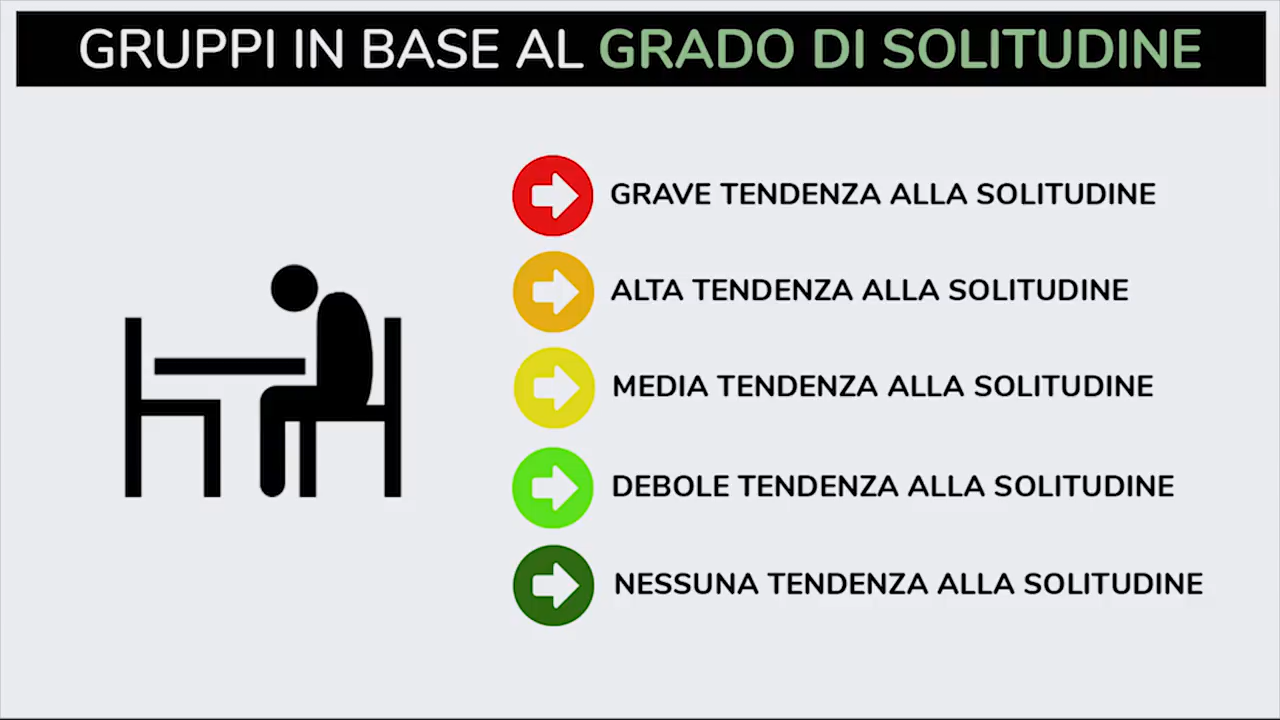 GRUPPI IN BASE AL GRADO DI SOLITUDINE
GRAVE TENDENZA ALLA SOLITUDINE
ALTA TENDENZA ALLA SOLITUDINE
MEDIA TENDENZA ALLA SOLITUDINE
DEBOLE TENDENZA ALLA SOLITUDINE
NESSUNA TENDENZA ALLA SOLITUDINE